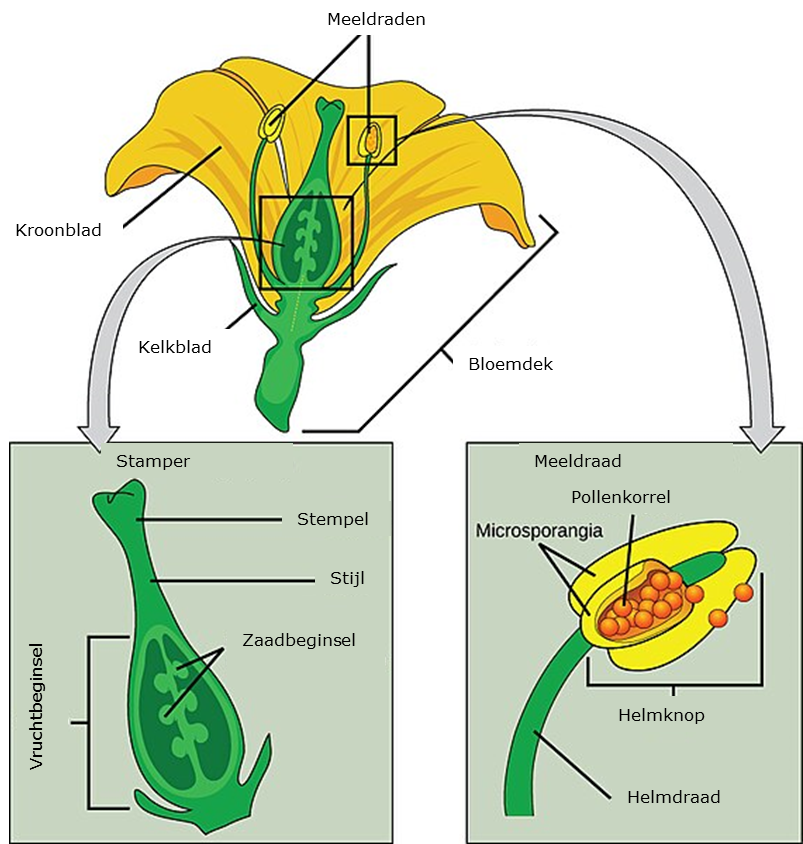 Meeldraden
Kroonblad
Kelkblad
Bloemdek
Stamper
Stempel
Stijl
Zaadbeginsel
Vruchtbeginsel
Meeldraad
Pollenkorrel
Microsporangia
Helmknop
Helmdraad